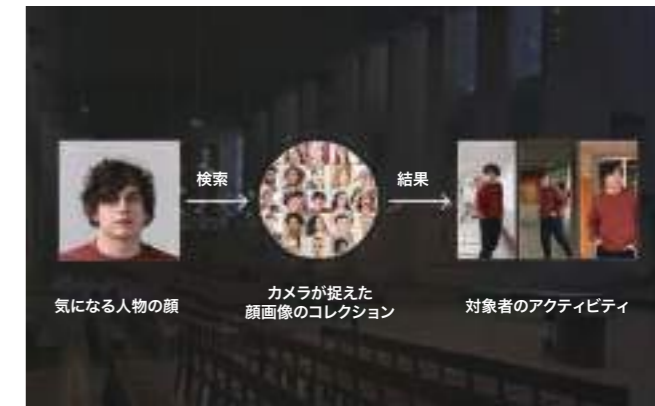 検索
結果
気になる人物の顔
カメラが捉えた
顔画像のコレクション
対象者のアクティビティ